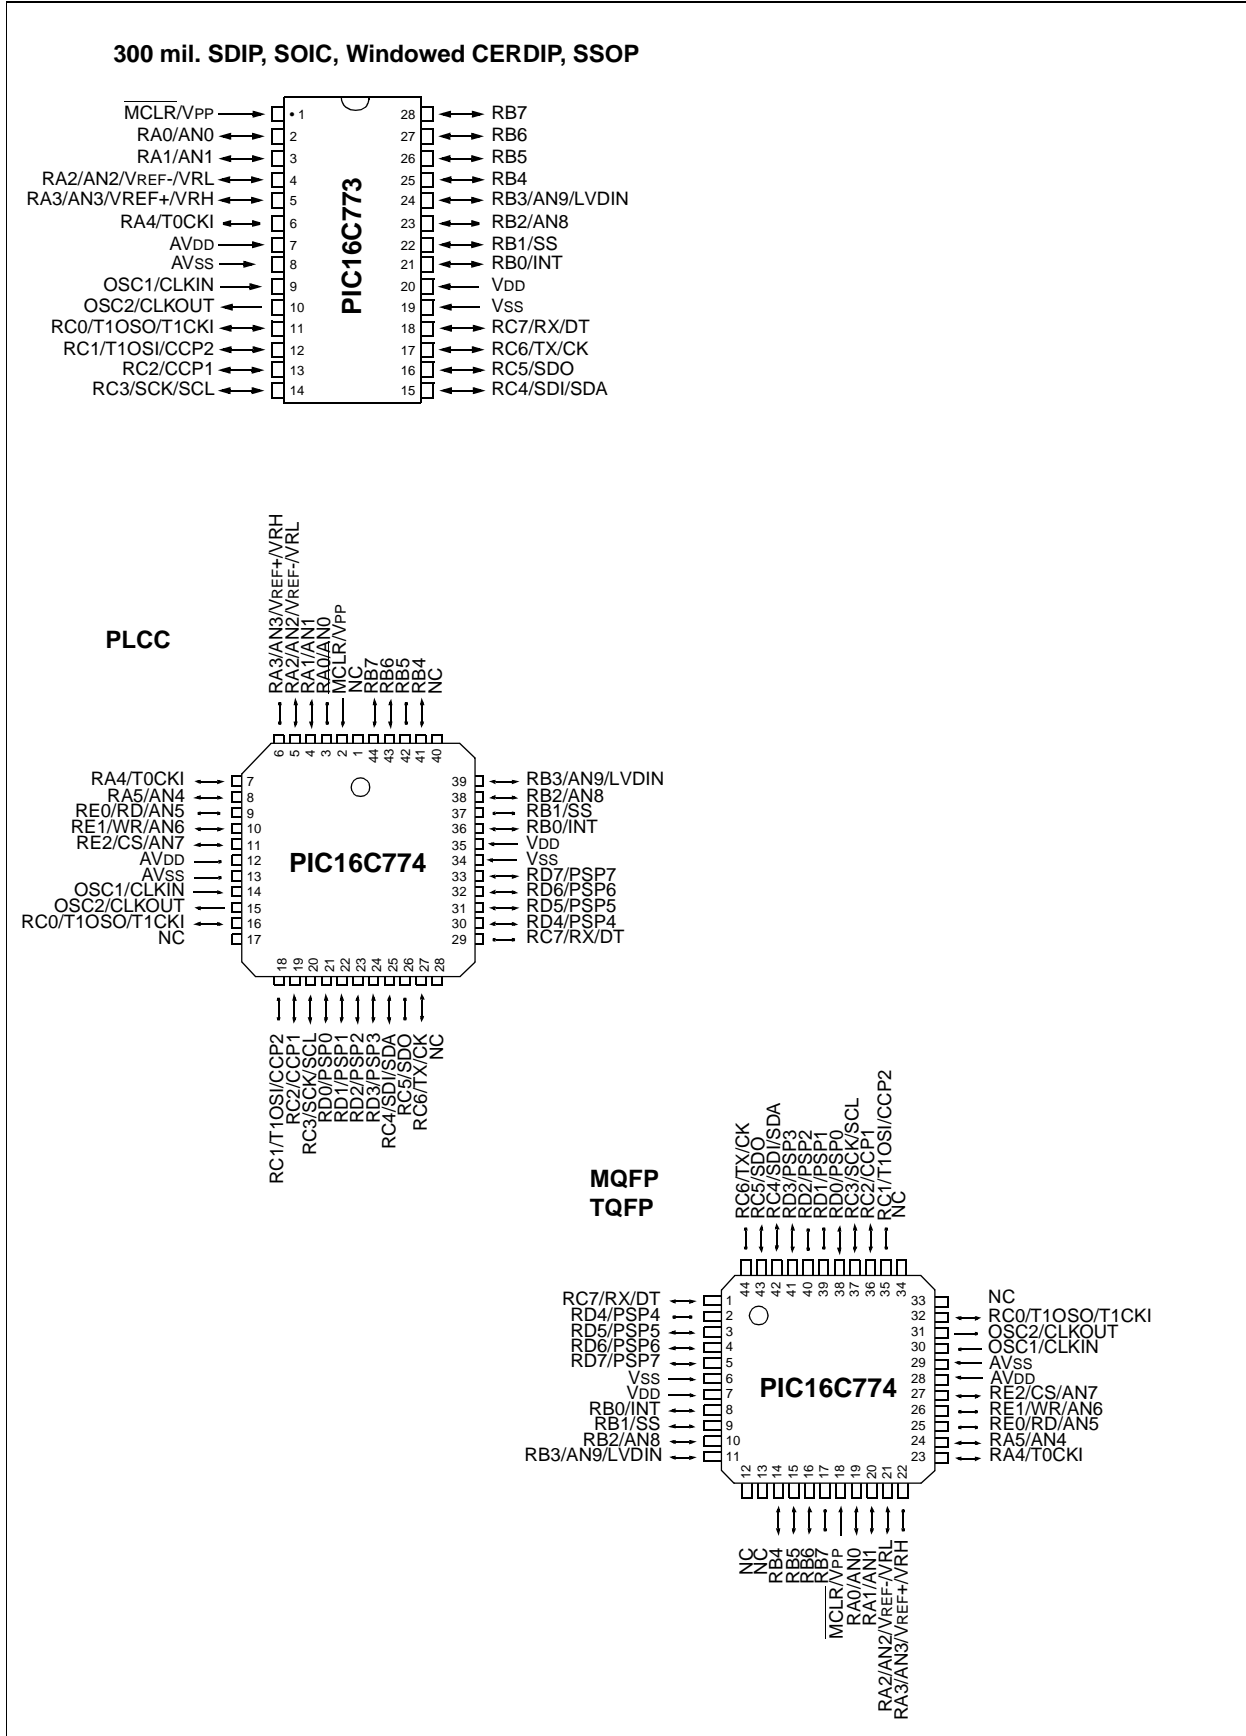 300 mil. SDIP, SOIC, Windowed CERDIP, SSOP
MCLR/VPP 1 28 RB7
RA0/AN0 2 27 RB6
RA1/AN1 3 26 RB5
RA2/AN2/VREF-/VRL 4 25 RB4
RA3/AN3/VREF+/VRH 5 24 RB3/AN9/LVDIN
RA4/T0CKI 6 23 RB2/AN8
AVDD 7 22 RB1/SS
AVSS 8 21 RB0/INT
OSC1/CLKIN 9 20 VDD
OSC2/CLKOUT 10 19 VSS
RC0/T1OSO/T1CKI 11 18 RC7/RX/DT
RC1/T1OSI/CCP2 12 17 RC6/TX/CK
RC2/CCP1 13 16 RC5/SDO
RC3/SCK/SCL 14 15 RC4/SDI/SDA
PIC16C773
PLCC
RA3/AN3/VREF+/VRH
RA2/AN2/VREF-/VRL
RA1/AN1
RA0/AN0
MCLR/VPP
NC
RB7
RB6
RB5
RB4
NC
6 5 4 3 2 1 44 43 42 41 40
RA4/T0CKI 7 39 RB3/AN9/LVDIN
RA5/AN4 8 38 RB2/AN8
RE0/RD/AN5 9 37 RB1/SS
RE1/WR/AN6 10 36 RB0/INT
RE2/CS/AN7 11 35 VDD
AVDD 12 34 VSS
AVSS 13 33 RD7/PSP7
OSC1/CLKIN 14 32 RD6/PSP6
OSC2/CLKOUT 15 31 RD5/PSP5
RC0/T1OSO/T1CKI 16 30 RD4/PSP4
NC 17 29 RC7/RX/DT
PIC16C774
18 19 20 21 22 23 24 25 26 27 28
RC1/T1OSI/CCP2
RC2/CCP1
RC3/SCK/SCL
RD0/PSP0
RD1/PSP1
RD2/PSP2
RD3/PSP3
RC4/SDI/SDA
RC5/SDO
RC6/TX/CK
NC
MQFP
TQFP
RC6/TX/CK
RC5/SDO
RC4/SDI/SDA
RD3/PSP3
RD2/PSP2
RD1/PSP1
RD0/PSP0
RC3/SCK/SCL
RC2/CCP1
RC1/T1OSI/CCP2
NC
44 43 42 41 40 39 38 37 36 35 34
RC7/RX/DT 1 33 NC
RD4/PSP4 2 32 RC0/T1OSO/T1CKI
RD5/PSP5 3 31 OSC2/CLKOUT
RD6/PSP6 4 30 OSC1/CLKIN
RD7/PSP7 5 29 AVSS
VSS 6 28 AVDD
VDD 7 27 RE2/CS/AN7
RB0/INT 8 26 RE1/WR/AN6
RB1/SS 9 25 RE0/RD/AN5
RB2/AN8 10 24 RA5/AN4
RB3/AN9/LVDIN 11 23 RA4/T0CKI
PIC16C774
12 13 14 15 16 17 18 19 20 21 22
NC
NC
RB4
RB5
RB6
RB7
MCLR/VPP
RA0/AN0
RA1/AN1
RA2/AN2/VREF-/VRL
RA3/AN3/VREF+/VRH